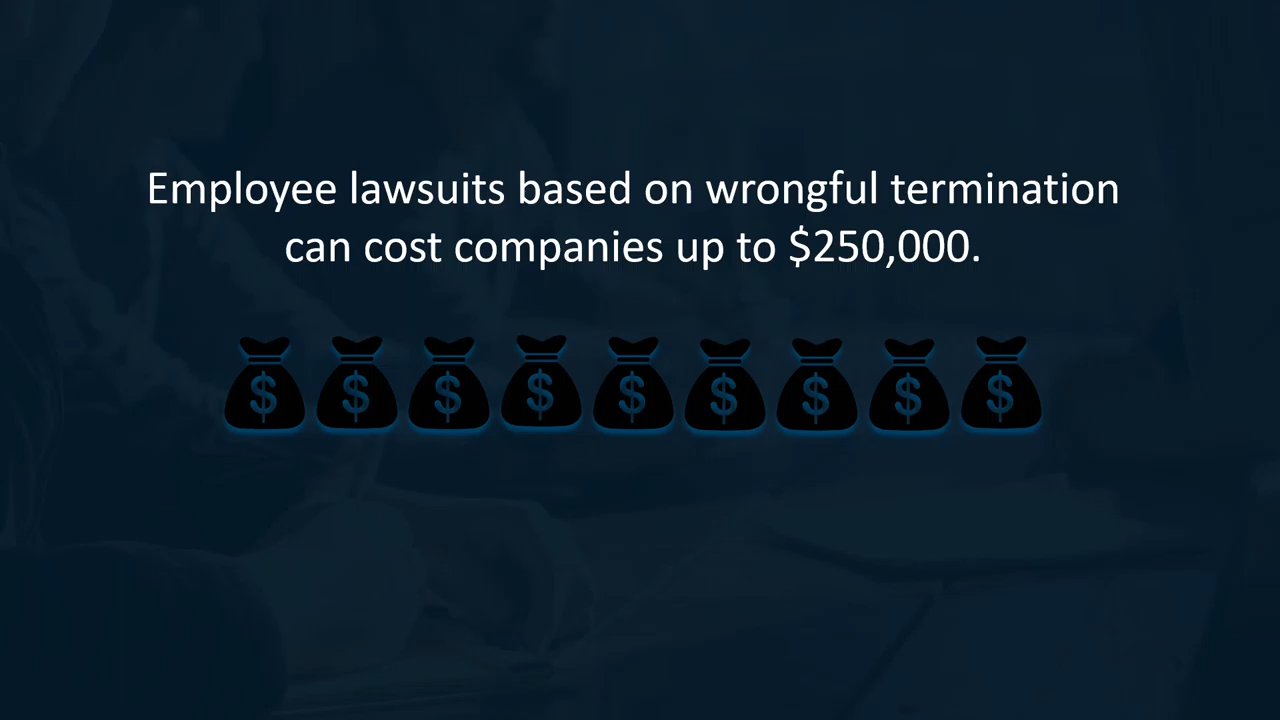 Employee lawsuits based on wrongful termination
can cost companies up to $250,000.
$ $ $ $ $ $ $ $ $